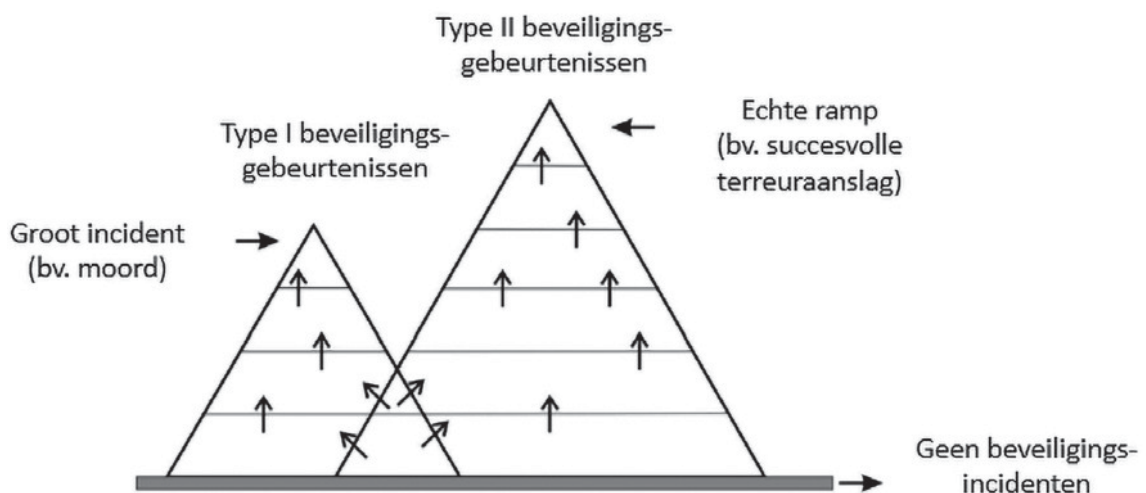 Type II beveiligings-
gebeurtenissen
Type I beveiligings-
gebeurtenissen
Echte ramp
(bv. succesvolle
terreuraanslag)
Groot incident
(bv. moord)
Geen beveiligings-
incidenten